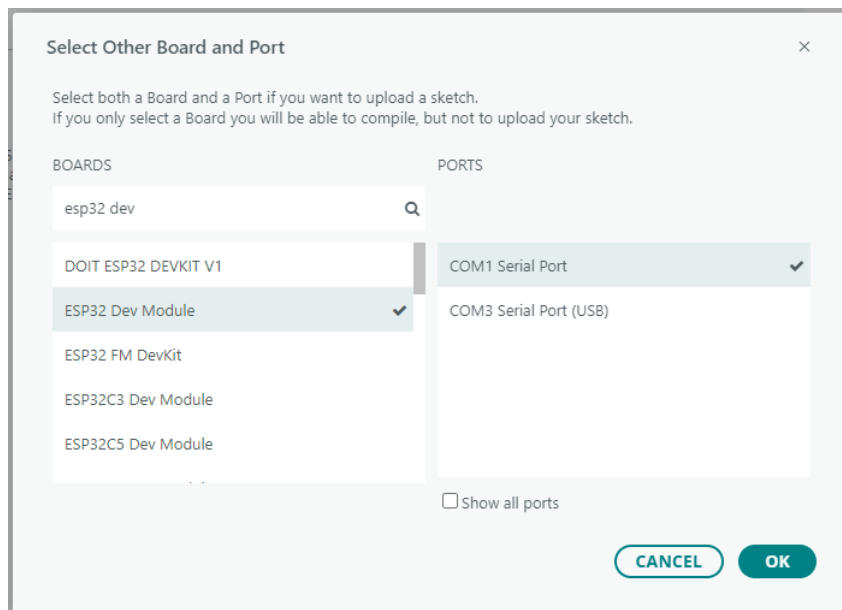 Select Other Board and Port
Select both a Board and a Port if you want to upload a sketch.
If you only select a Board you will be able to compile, but not to upload your sketch.
BOARDS
esp32 dev
DOIT ESP32 DEVKIT V1
ESP32 Dev Module
ESP32 FM DevKit
ESP32C3 Dev Module
ESP32C5 Dev Module
PORTS
COM1 Serial Port
COM3 Serial Port (USB)
Show all ports
CANCEL
OK